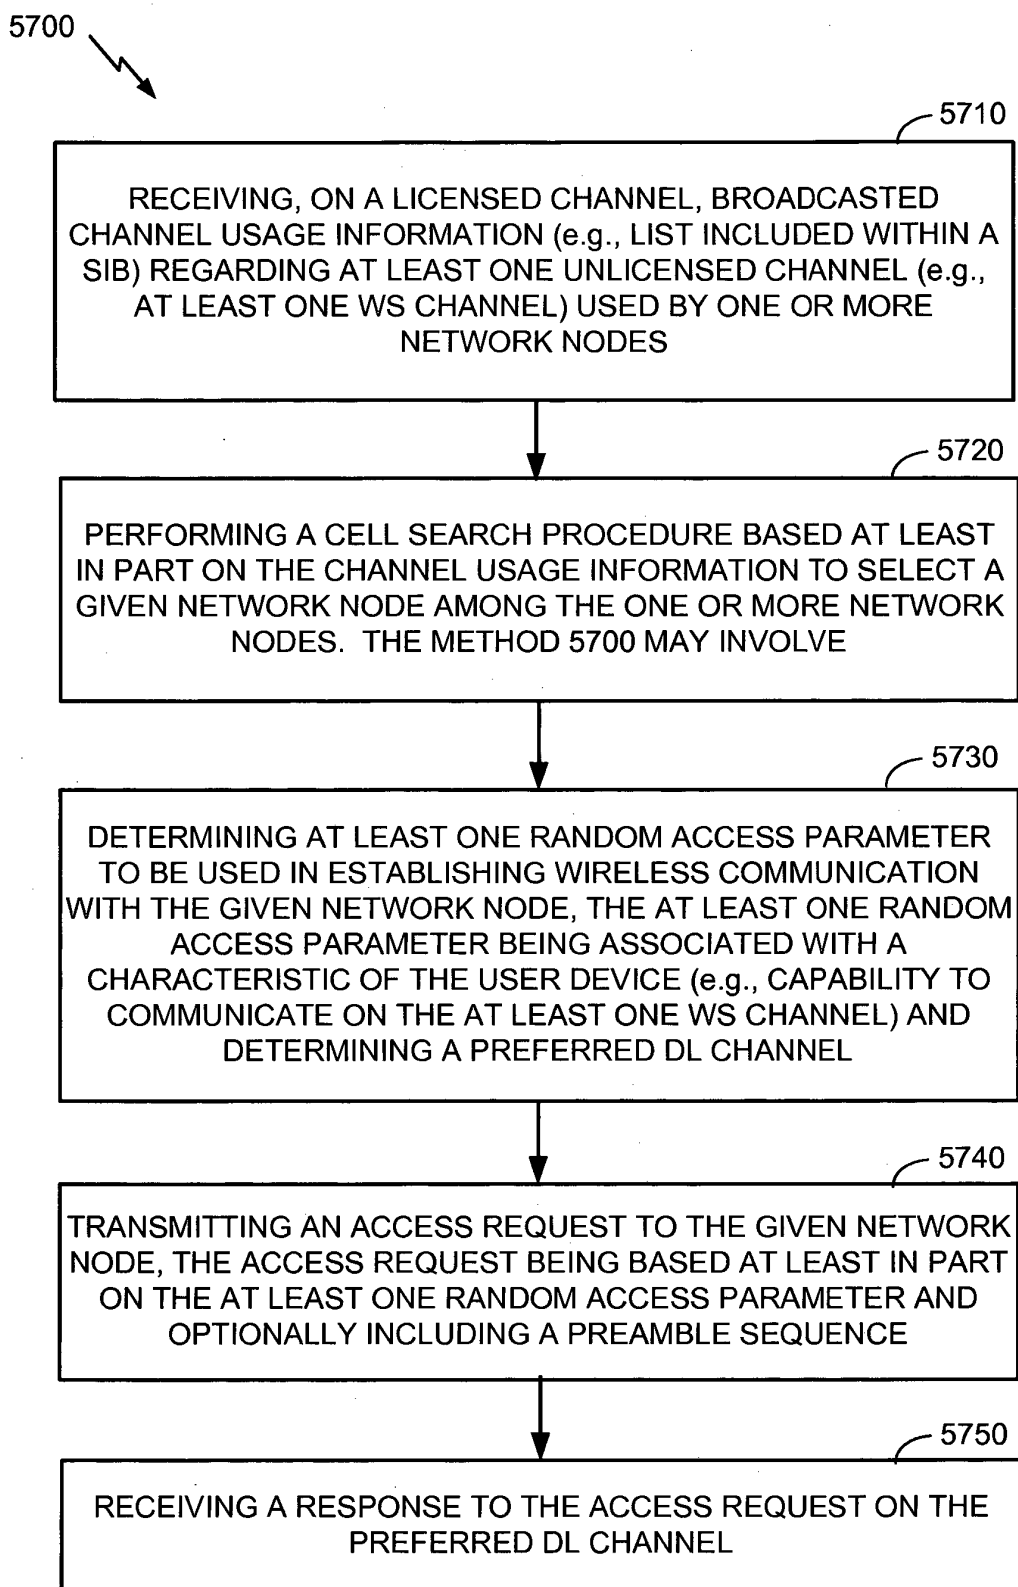 5700
5710
RECEIVING, ON A LICENSED CHANNEL, BROADCASTED
CHANNEL USAGE INFORMATION (e.g., LIST INCLUDED WITHIN A
SIB) REGARDING AT LEAST ONE UNLICENSED CHANNEL (e.g.,
AT LEAST ONE WS CHANNEL) USED BY ONE OR MORE
NETWORK NODES
5720
PERFORMING A CELL SEARCH PROCEDURE BASED AT LEAST
IN PART ON THE CHANNEL USAGE INFORMATION TO SELECT A
GIVEN NETWORK NODE AMONG THE ONE OR MORE NETWORK
NODES. THE METHOD 5700 MAY INVOLVE
5730
DETERMINING AT LEAST ONE RANDOM ACCESS PARAMETER
TO BE USED IN ESTABLISHING WIRELESS COMMUNICATION
WITH THE GIVEN NETWORK NODE, THE AT LEAST ONE RANDOM
ACCESS PARAMETER BEING ASSOCIATED WITH A
CHARACTERISTIC OF THE USER DEVICE (e.g., CAPABILITY TO
COMMUNICATE ON THE AT LEAST ONE WS CHANNEL) AND
DETERMINING A PREFERRED DL CHANNEL
5740
TRANSMITTING AN ACCESS REQUEST TO THE GIVEN NETWORK
NODE, THE ACCESS REQUEST BEING BASED AT LEAST IN PART
ON THE AT LEAST ONE RANDOM ACCESS PARAMETER AND
OPTIONALLY INCLUDING A PREAMBLE SEQUENCE
5750
RECEIVING A RESPONSE TO THE ACCESS REQUEST ON THE
PREFERRED DL CHANNEL